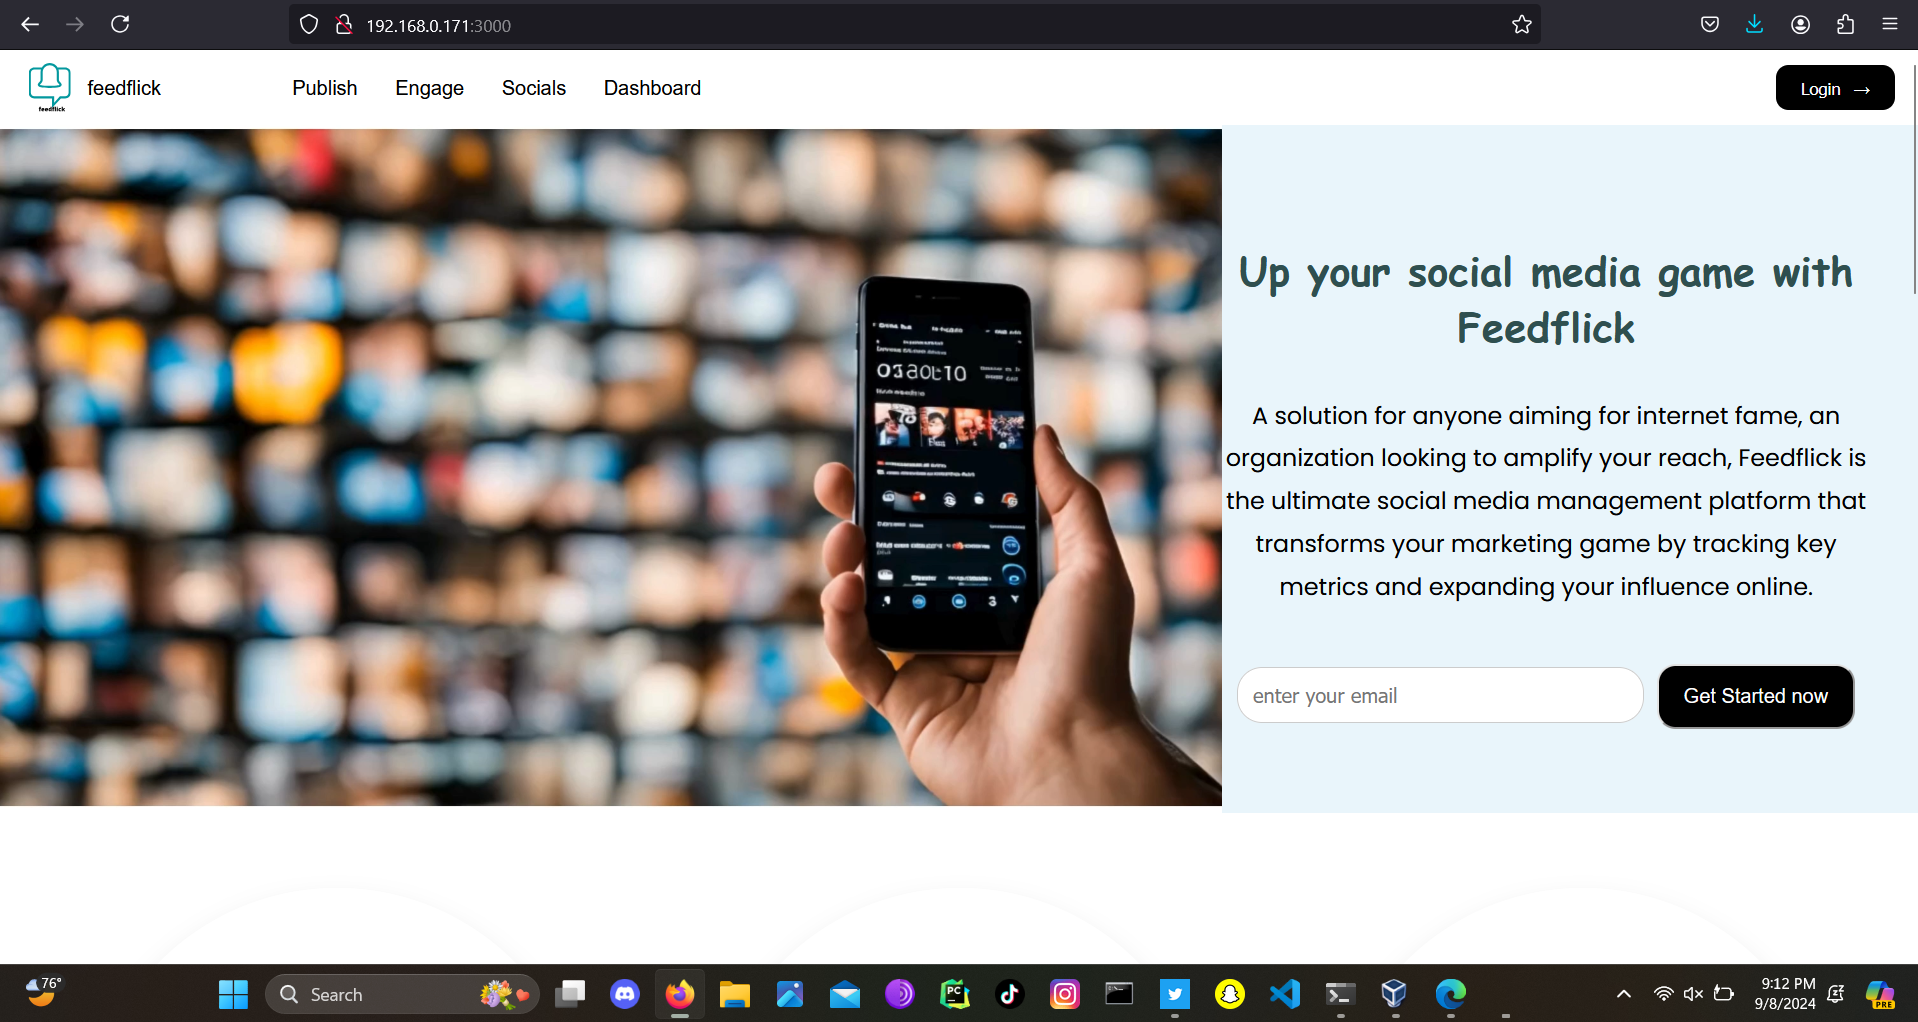 192.168.0.171:3000
feedflick
feedflick
Publish
Engage
Socials
Dashboard
Login →
Up your social media game with
Feedflick
A solution for anyone aiming for internet fame, an
organization looking to amplify your reach, Feedflick is
the ultimate social media management platform that
transforms your marketing game by tracking key
metrics and expanding your influence online.
enter your email
Get Started now
76°
Search
PC
9:12 PM
9/8/2024
PRE